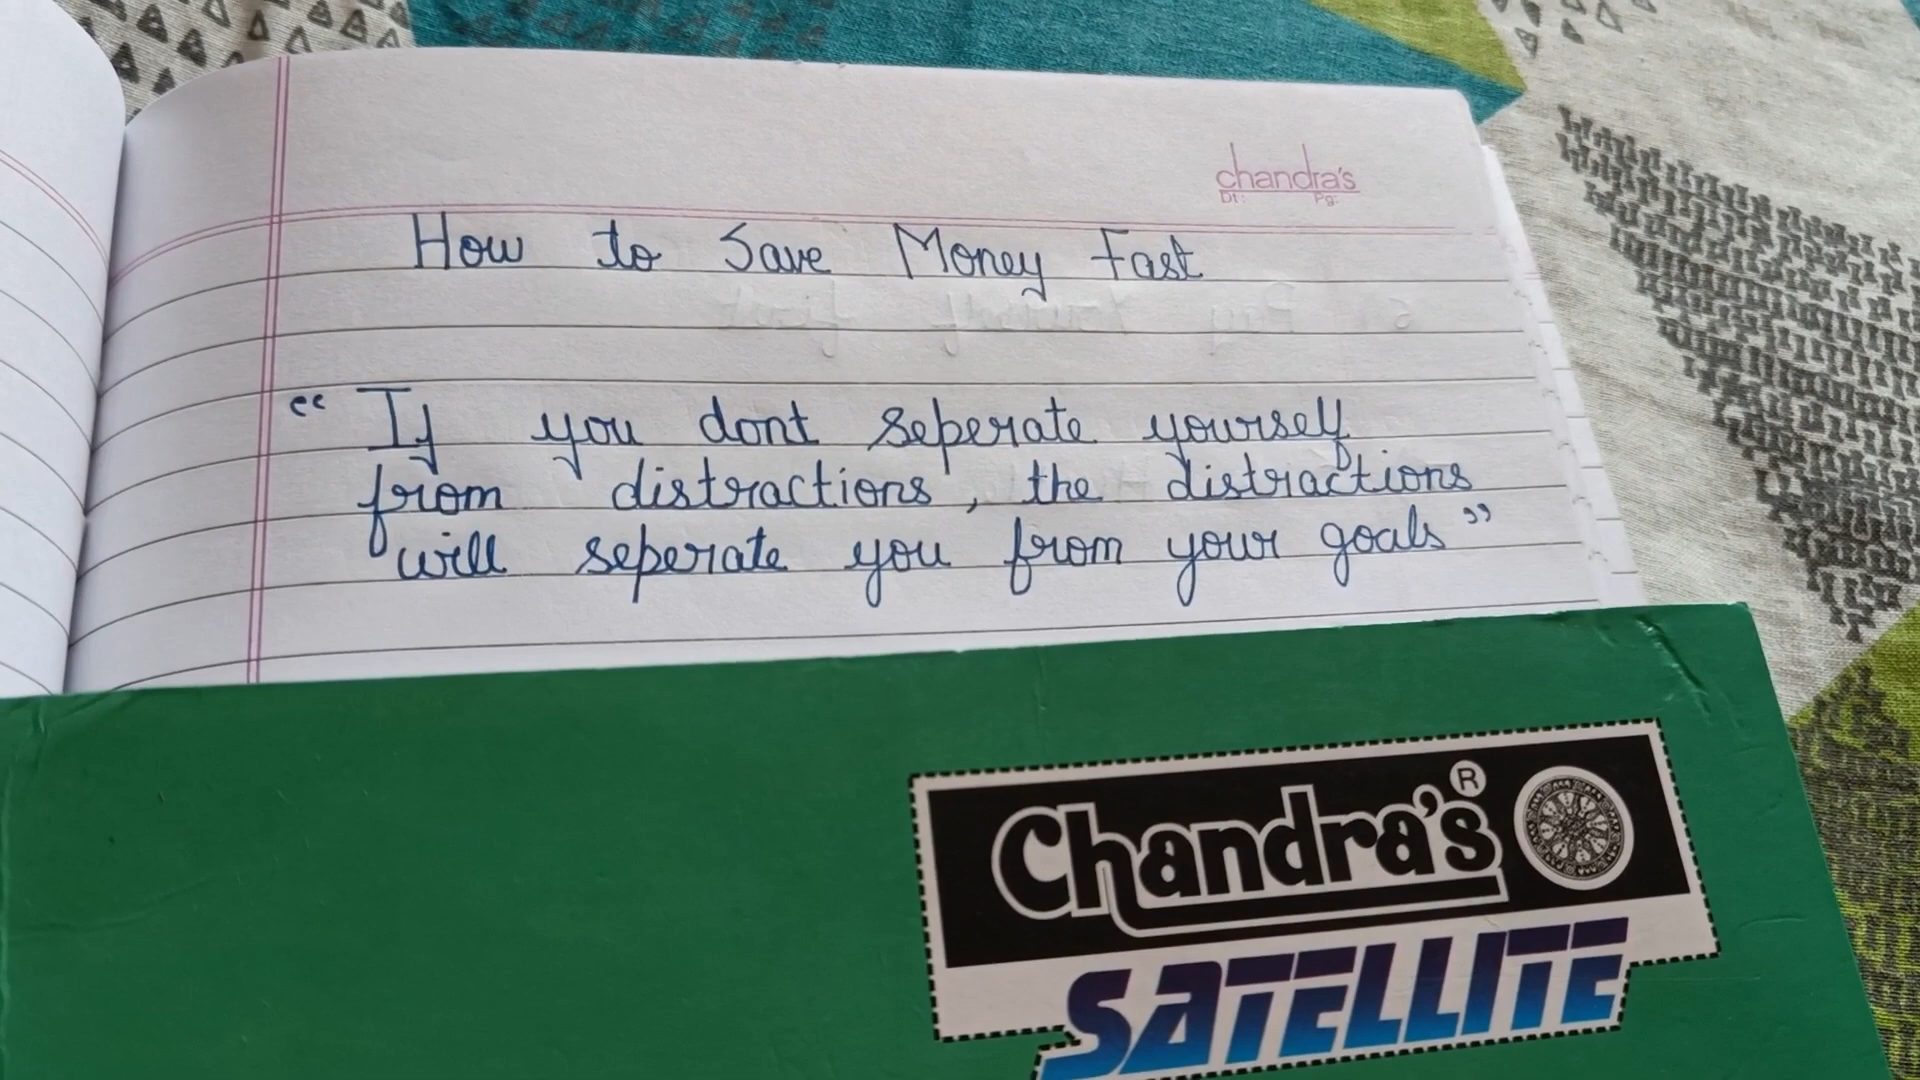 chandra's
Dt: Pg:
How to Save Money Fast
“ If you dont seperate yourself
from distractions, the distractions
will seperate you from your goals ”
Chandra's ®
SATELLITE